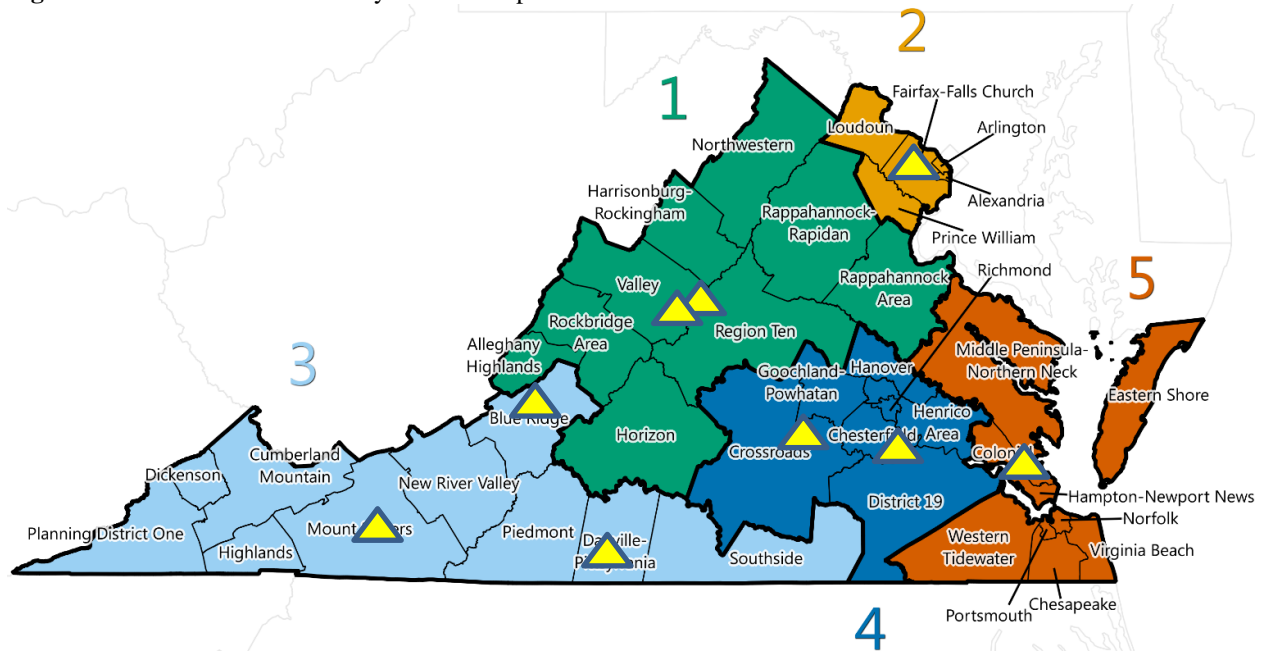 2
Fairfax-Falls Church
1
Loudoun
Arlington
Northwestern
Alexandria
Harrisonburg-
Rockingham
Rappahannock-
Rapidan
Prince William
Richmond
5
Rappahannock
Area
Valley
Rockbridge
Area
Region Ten
Alleghany
Highlands
3
Middle Peninsula-
Northern Neck
Goochland-
Powhatan
Hanover
Eastern Shore
Blue Ridge
Henrico
Area
Horizon
Chesterfield
Crossroads
Cumberland
Mountain
Dickenson
New River Valley
District 19
Hampton-Newport News
Norfolk
Planning District One
Highlands
Piedmont
Southside
Western
Tidewater
Virginia Beach
Portsmouth
Chesapeake
4